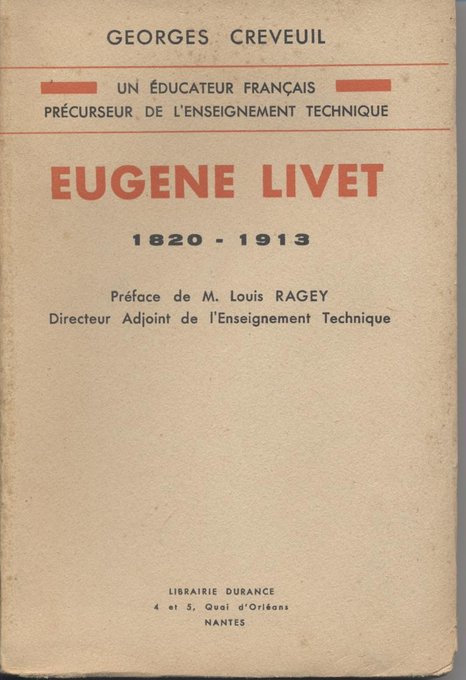 GEORGES CREVEUIL
UN ÉDUCATEUR FRANÇAIS
PRÉCURSEUR DE L'ENSEIGNEMENT TECHNIQUE
EUGENE LIVET
1820 - 1913
Préface de M. Louis RAGEY
Directeur Adjoint de l'Enseignement Technique
LIBRAIRIE DURANCE
4 et 5, Quai d'Orléans
NANTES